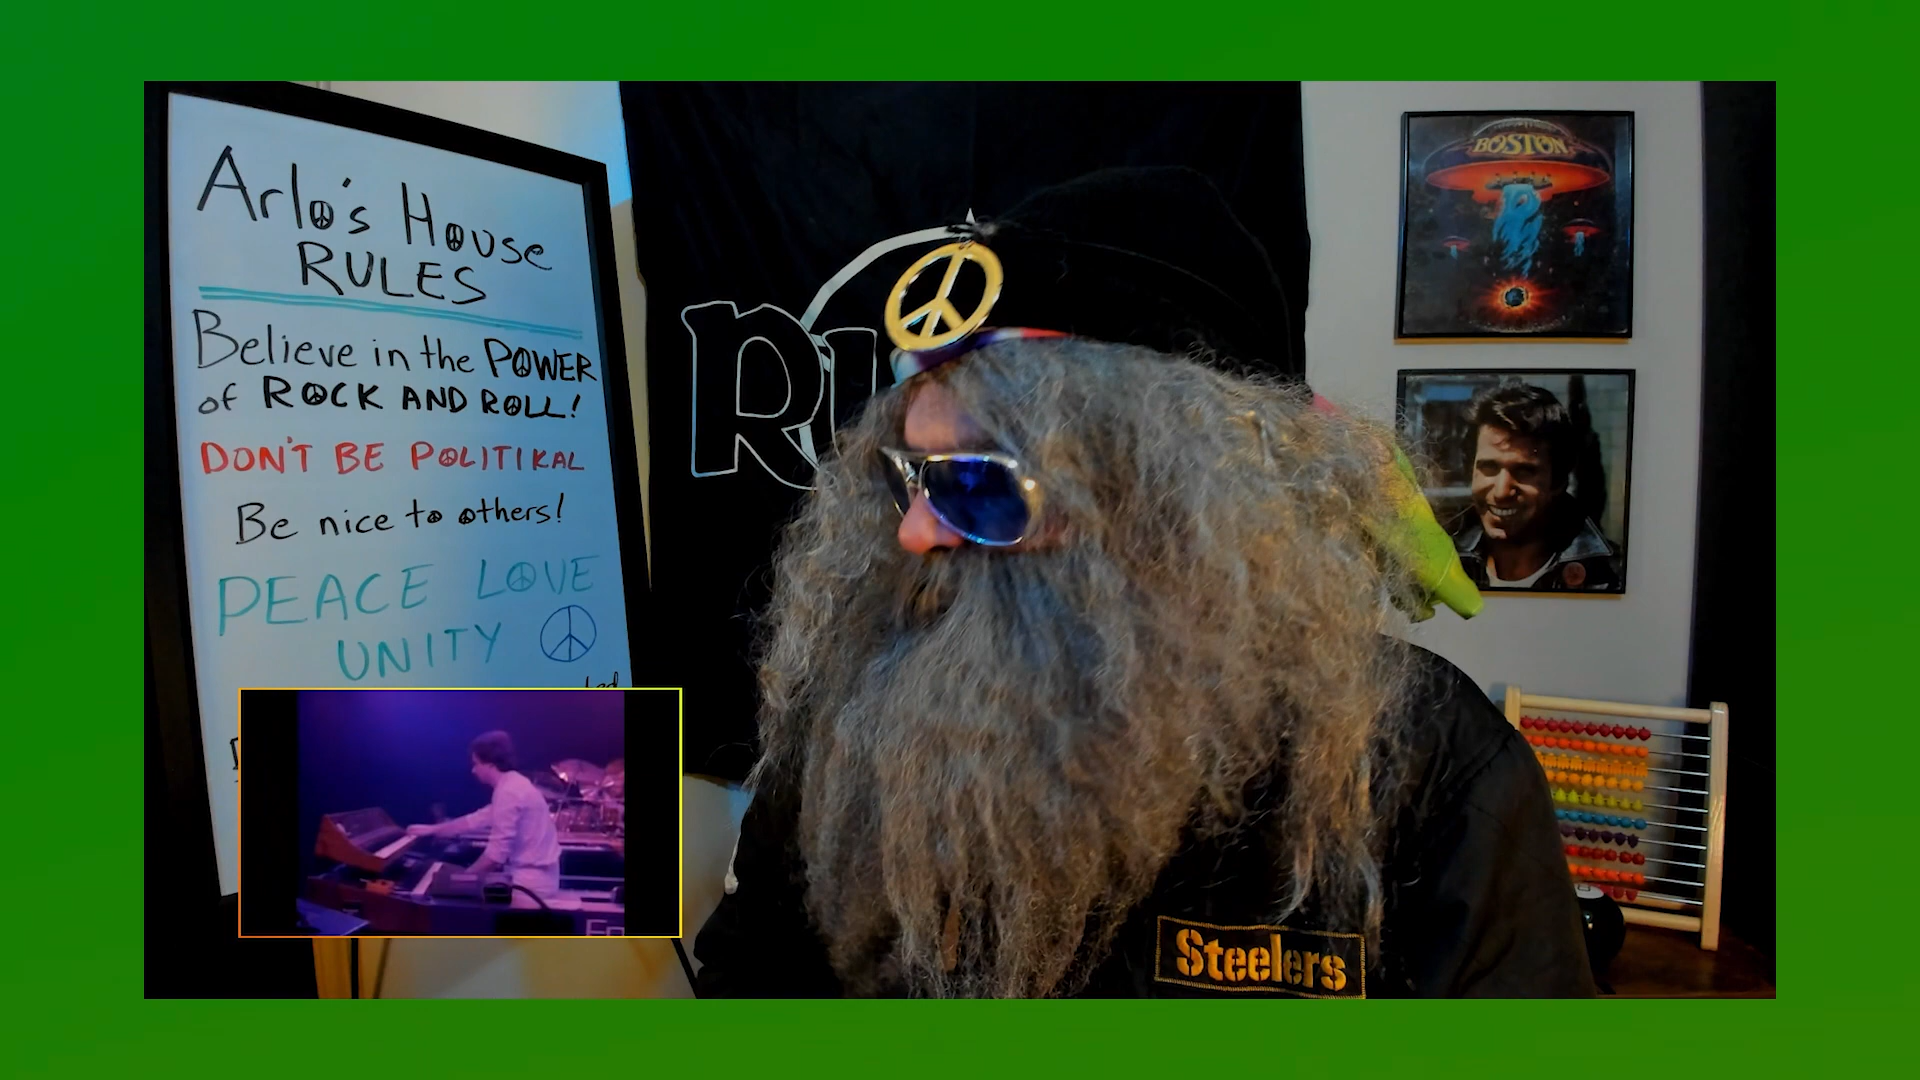 Arlo's House
RULES
Believe in the POWER
of ROCK AND ROLL!
DON'T BE POLITIKAL
Be nice to others!
PEACE LOVE
UNITY
BOSTON
Steelers